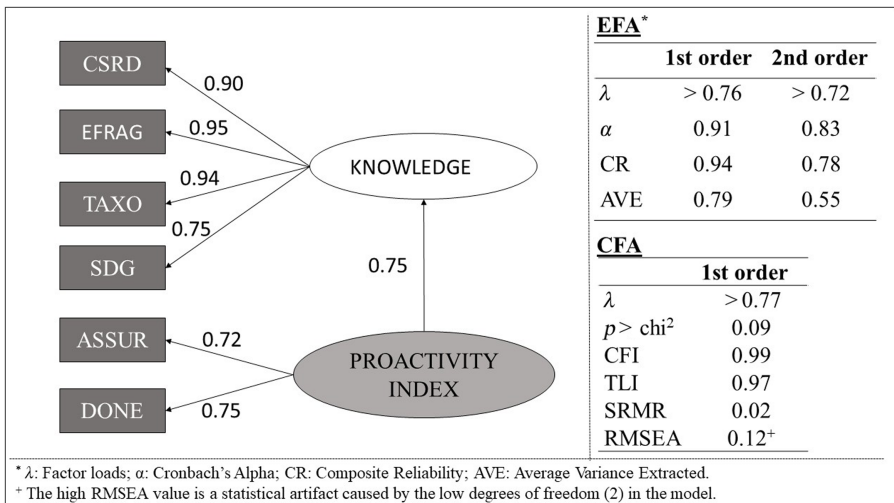 CSRD
0.90
EFRAG
0.95
KNOWLEDGE
TAXO
0.94
SDG
0.75
0.75
ASSUR
0.72
PROACTIVITY
INDEX
DONE
0.75
EFA*
1st order 2nd order
λ > 0.76 > 0.72
α 0.91 0.83
CR 0.94 0.78
AVE 0.79 0.55
CFA
1st order
λ > 0.77
p > chi² 0.09
CFI 0.99
TLI 0.97
SRMR 0.02
RMSEA 0.12⁺
* λ: Factor loads; α: Cronbach's Alpha; CR: Composite Reliability; AVE: Average Variance Extracted.
⁺ The high RMSEA value is a statistical artifact caused by the low degrees of freedom (2) in the model.